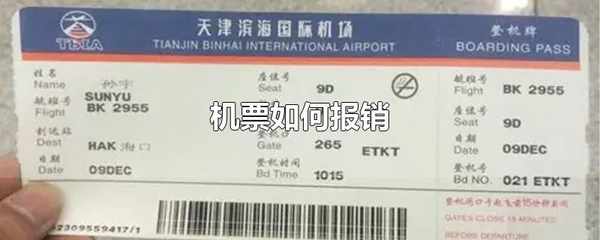 天津滨海国际机场
TIANJIN BINHAI INTERNATIONAL AIRPORT
TBIA
登机牌
BOARDING PASS
姓名
Name
SUNYU
座位号
Seat 9D
航班号
Flight BK 2955
到达站
Dest HAK 海口
登机口
Gate 265 ETKT
日期
Date 09DEC
登机时间
Bd Time 1015
航班号
Flight BK 2955
座位号
Seat 9D
日期
Date 09DEC
登机号
Bd NO. 021 ETKT
62309559417/1
GATES CLOSE 15 MINUTES
机票如何报销